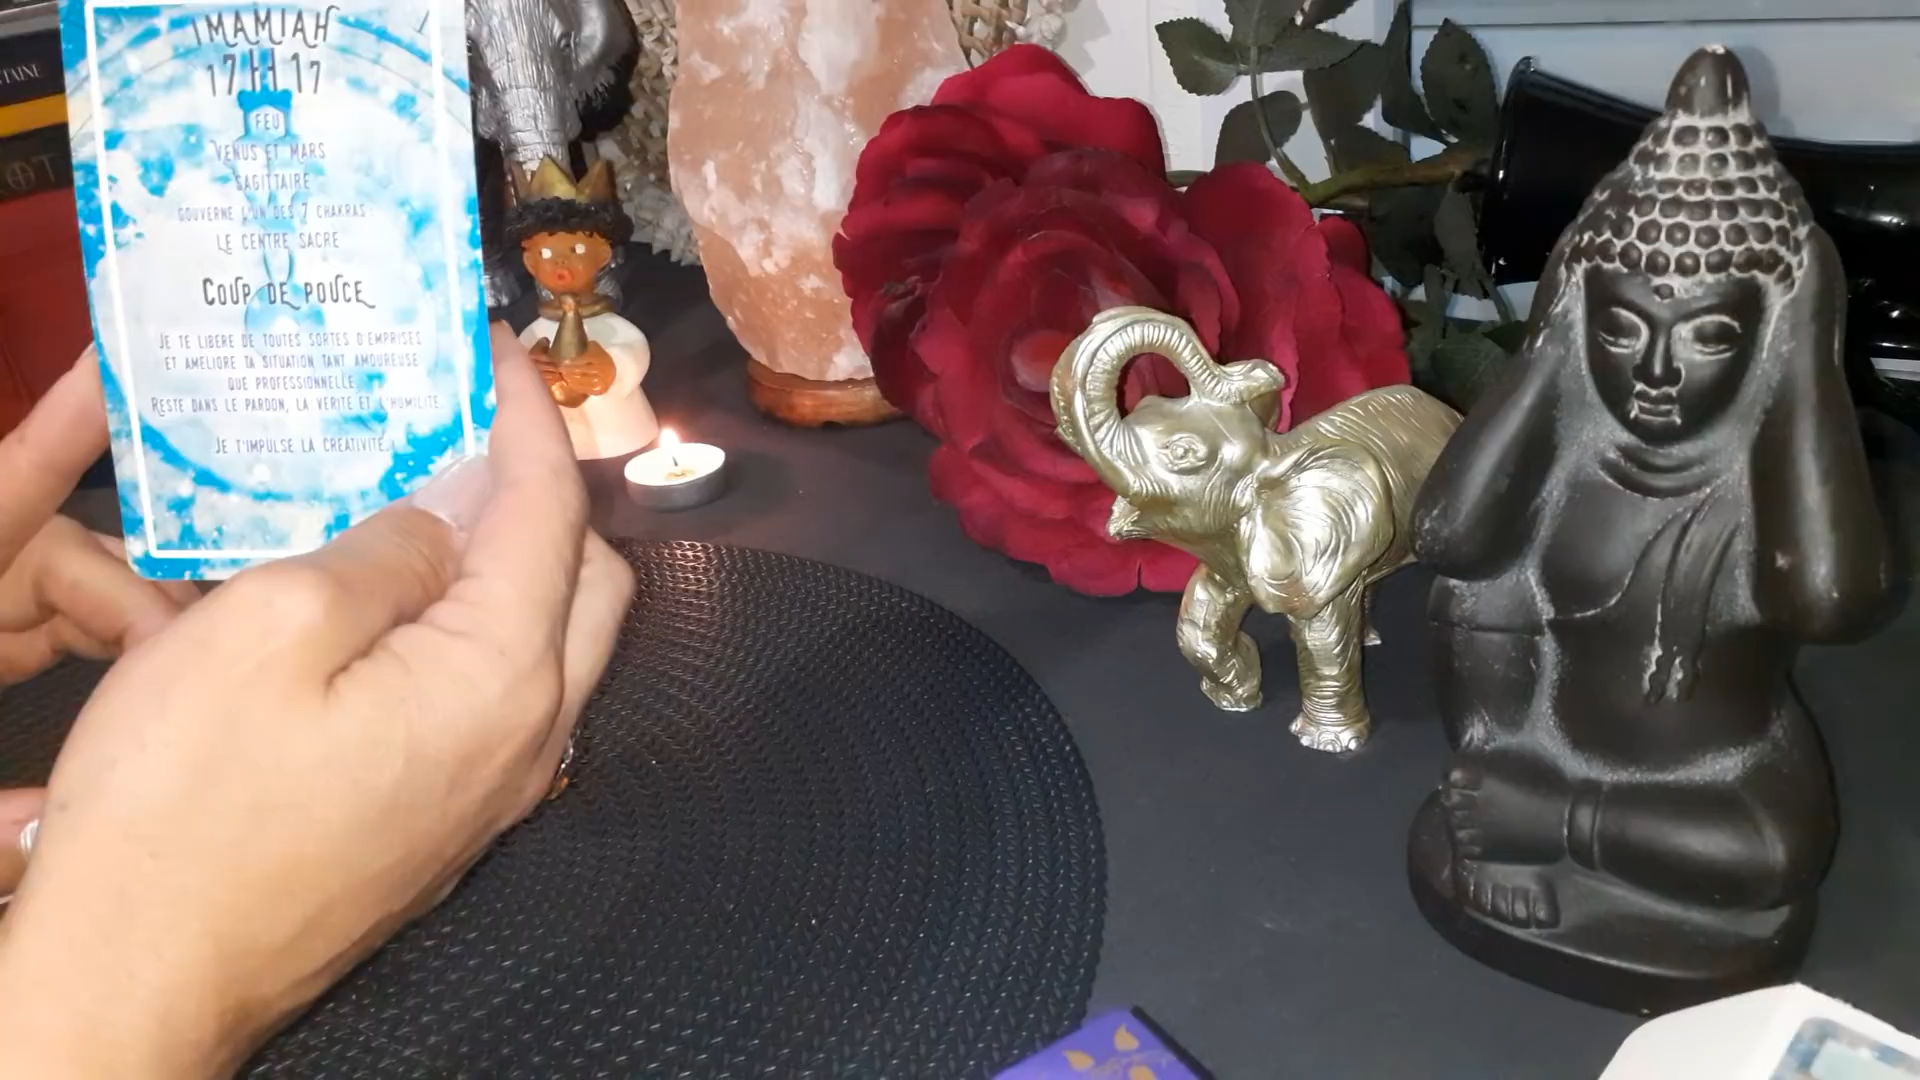 IMAMIAH
17H17
FEU
VENUS ET MARS
SAGITTAIRE
GOUVERNE L'UN DES 7 CHAKRAS :
LE CENTRE SACRE
COUP DE POUCE
JE TE LIBERE DE TOUTES SORTES D'EMPRISES
ET AMELIORE TA SITUATION TANT AMOUREUSE
QUE PROFESSIONNELLE.
RESTE DANS LE PARDON, LA VERITE ET L'HUMILITE.
JE T'IMPULSE LA CREATIVITE.